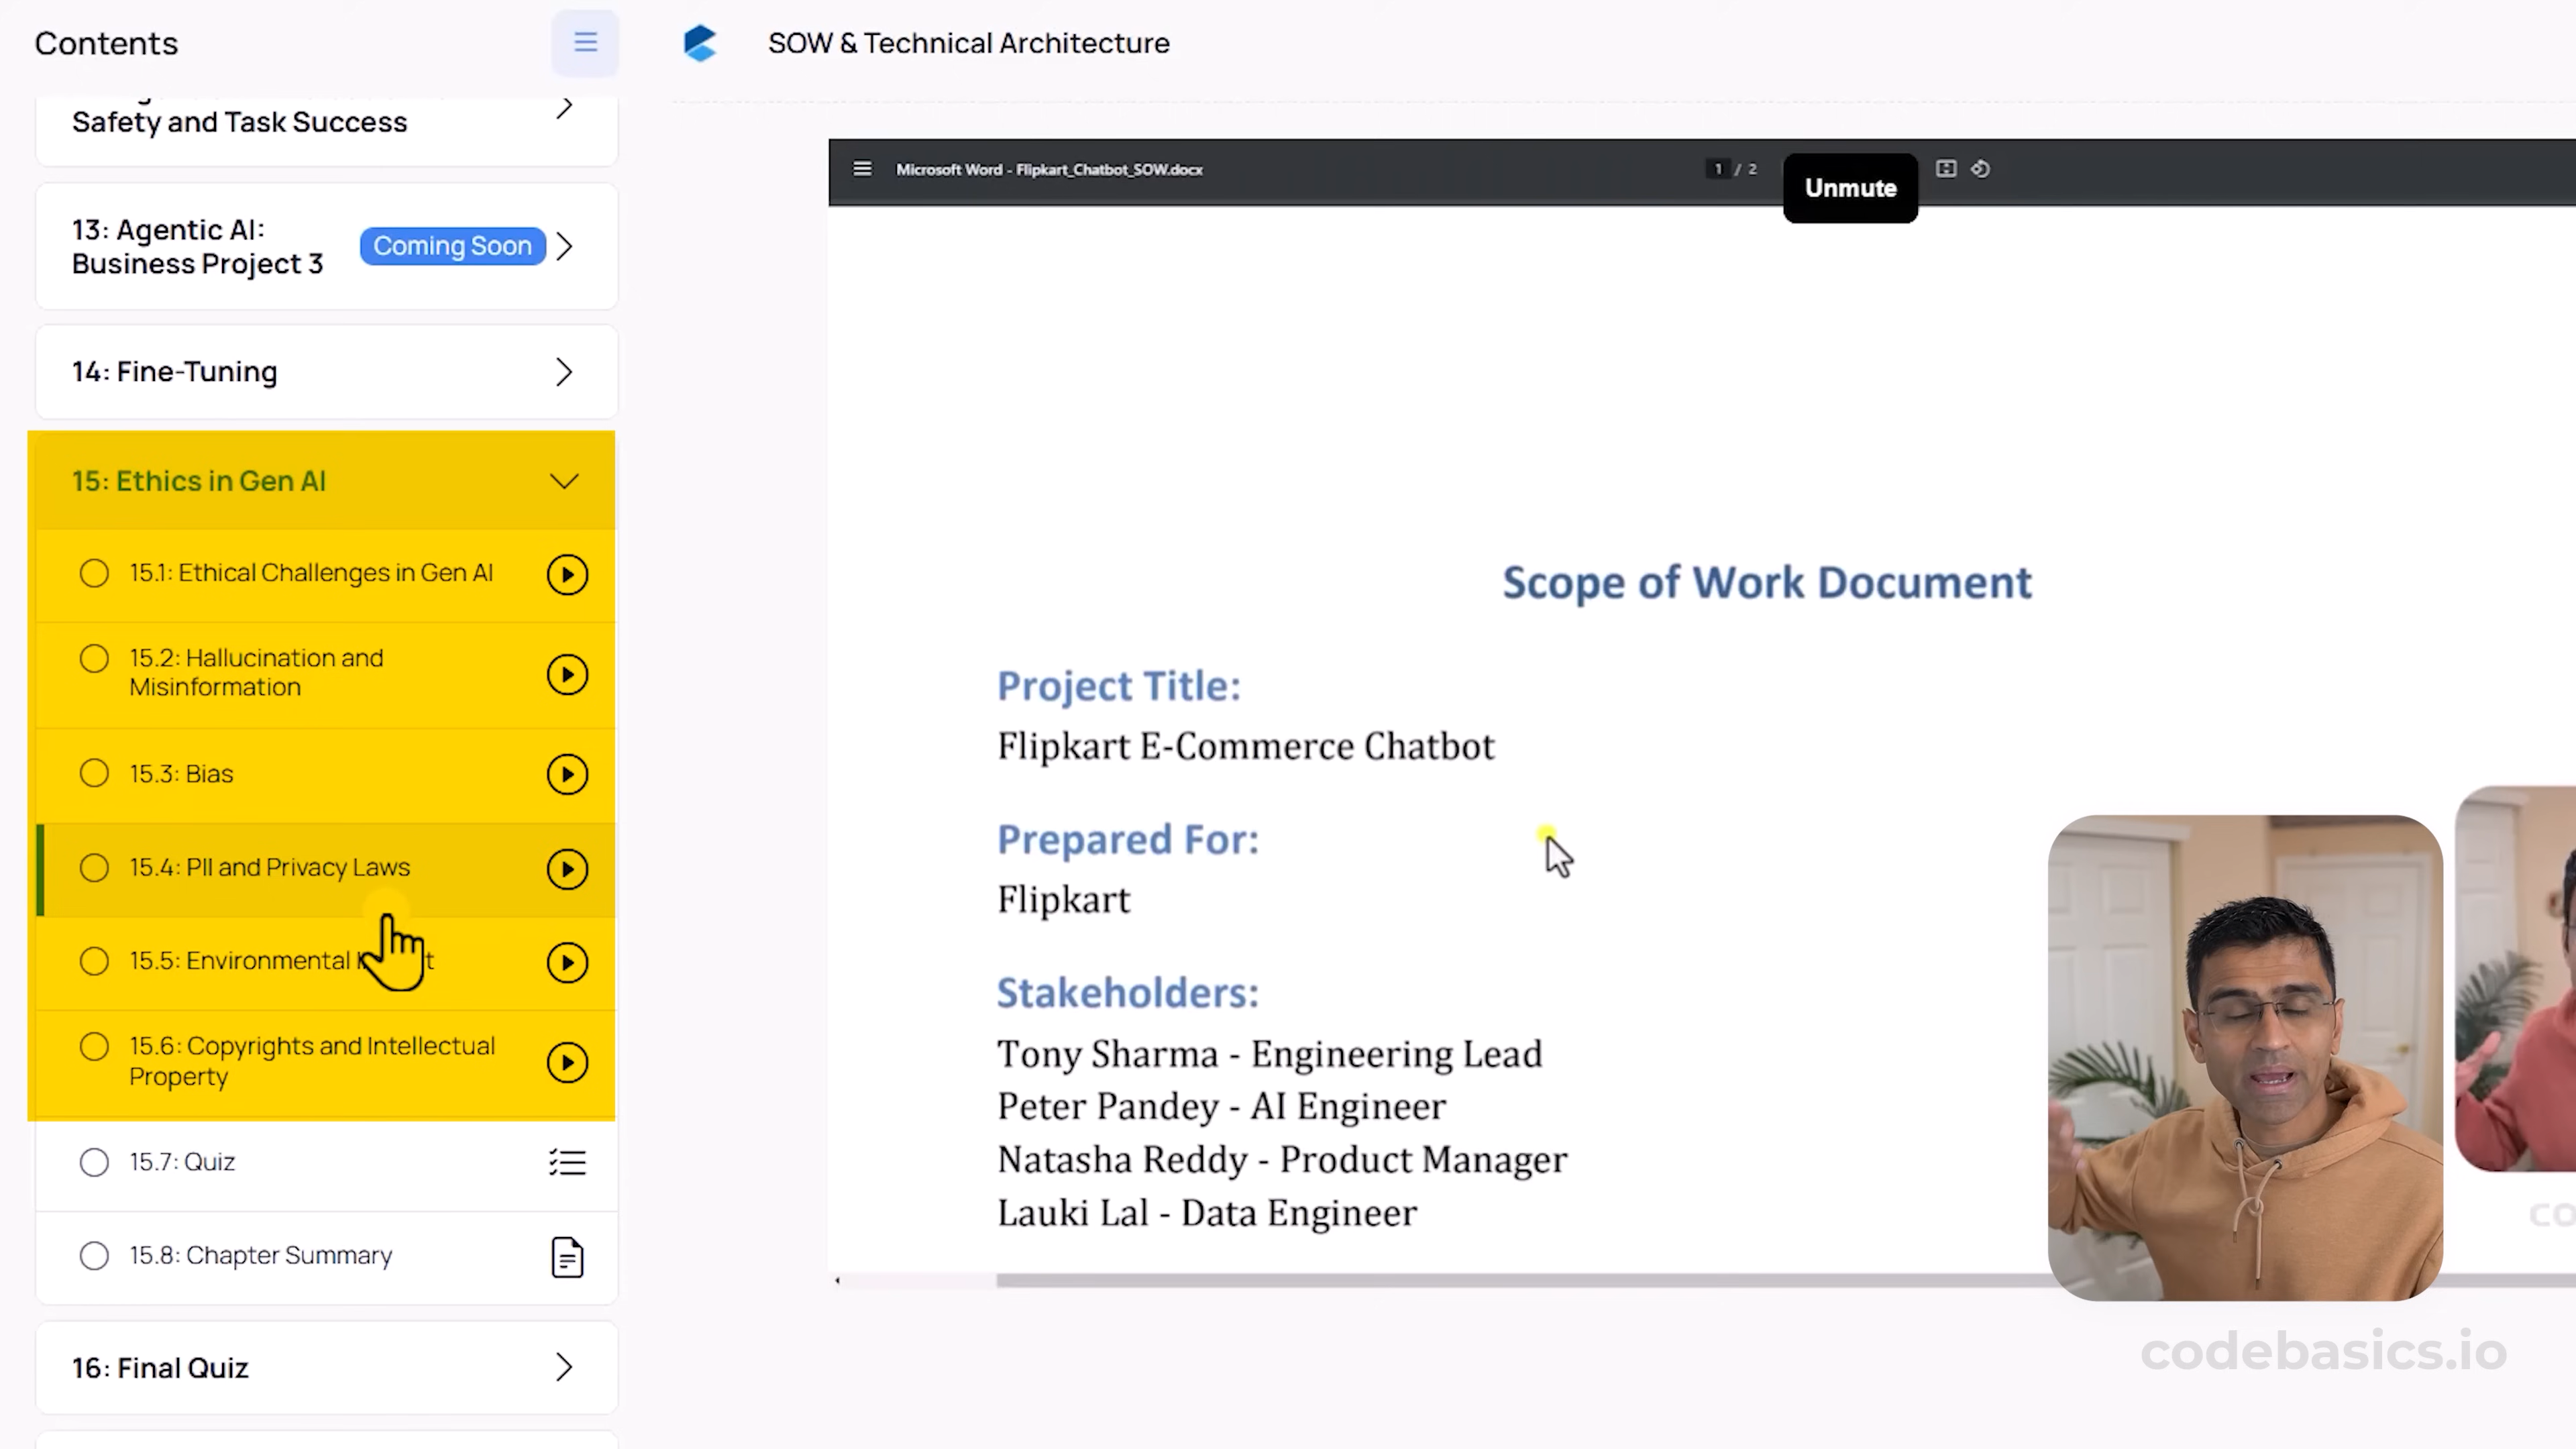 Contents
Safety and Task Success
13: Agentic AI:
Business Project 3
Coming Soon
14: Fine-Tuning
15: Ethics in Gen AI
15.1: Ethical Challenges in Gen AI
15.2: Hallucination and
Misinformation
15.3: Bias
15.4: PII and Privacy Laws
15.5: Environmental
15.6: Copyrights and Intellectual
Property
15.7: Quiz
15.8: Chapter Summary
16: Final Quiz
SOW & Technical Architecture
Microsoft Word - Flipkart_Chatbot_SOW.docx
1 / 2
Unmute
Scope of Work Document
Project Title:
Flipkart E-Commerce Chatbot
Prepared For:
Flipkart
Stakeholders:
Tony Sharma - Engineering Lead
Peter Pandey - AI Engineer
Natasha Reddy - Product Manager
Lauki Lal - Data Engineer
codebasics.io